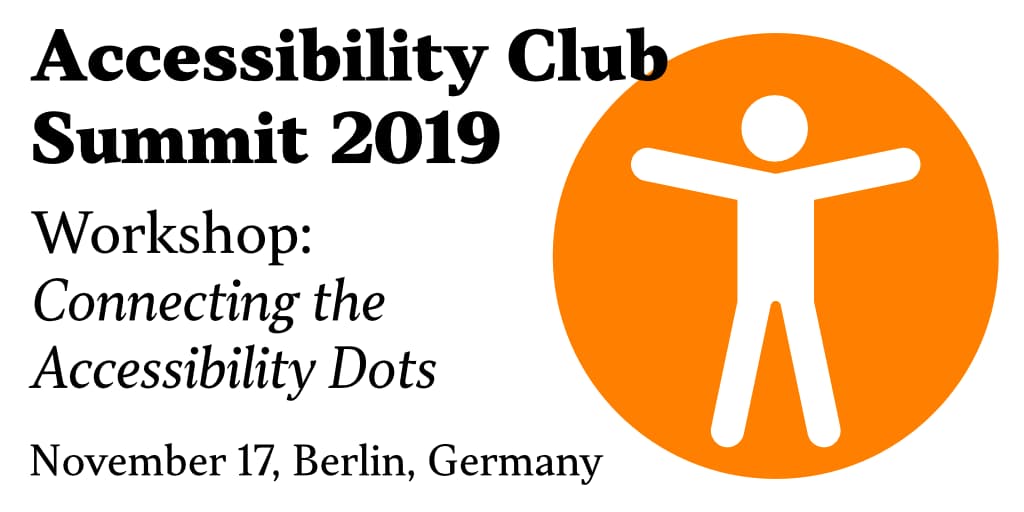 Accessibility Club
Summit 2019
Workshop:
Connecting the
Accessibility Dots
November 17, Berlin, Germany